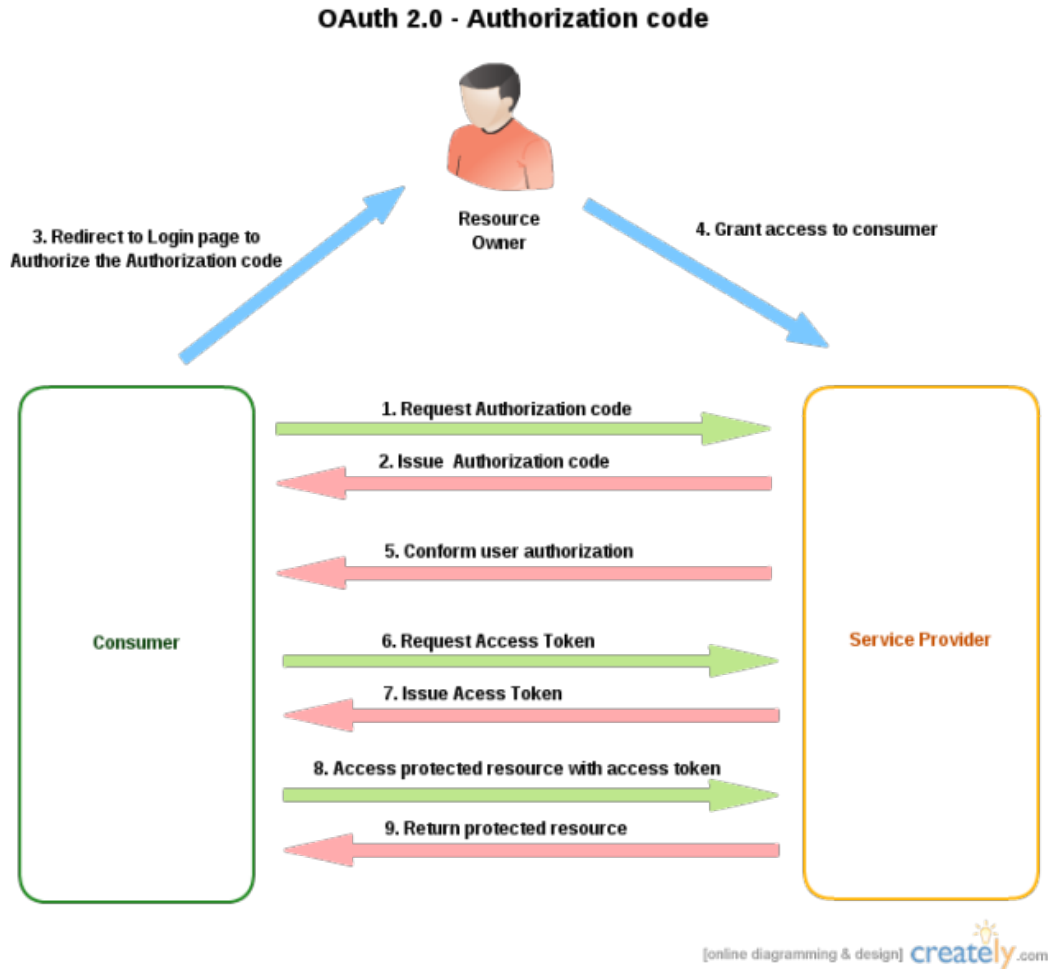 OAuth 2.0 - Authorization code
Resource
Owner
3. Redirect to Login page to
Authorize the Authorization code
4. Grant access to consumer
1. Request Authorization code
2. Issue Authorization code
5. Conform user authorization
Consumer
Service Provider
6. Request Access Token
7. Issue Acess Token
8. Access protected resource with access token
9. Return protected resource
[online diagramming & design] creately.com